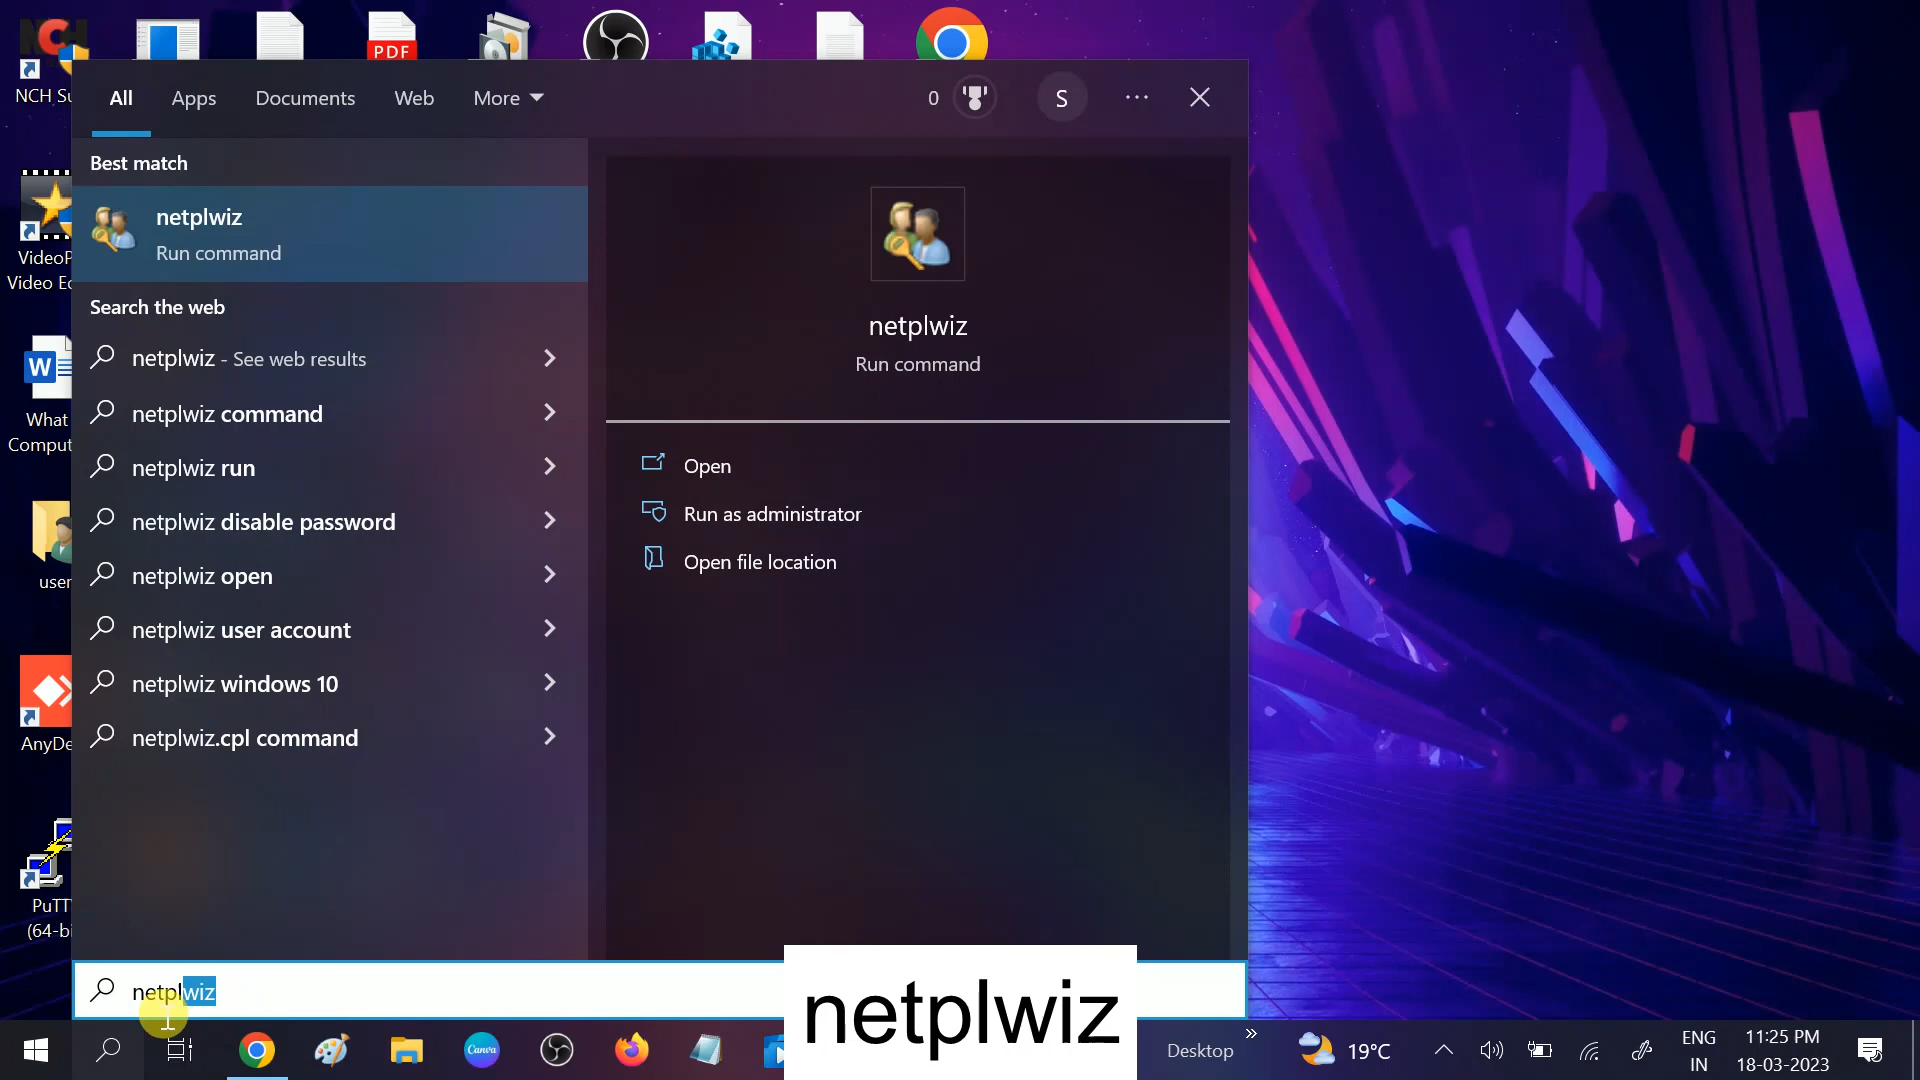 PDF
NCH Su
VideoP
Video Ed
W
What
Comput
user
AnyDe
PuTT
(64-bi
All
Apps
Documents
Web
More
0
S
Best match
netplwiz
Run command
Search the web
netplwiz - See web results
netplwiz command
netplwiz run
netplwiz disable password
netplwiz open
netplwiz user account
netplwiz windows 10
netplwiz.cpl command
netplwiz
Run command
Open
Run as administrator
Open file location
netplwiz
netplwiz
Canva
Desktop
19°C
ENG
IN
11:25 PM
18-03-2023